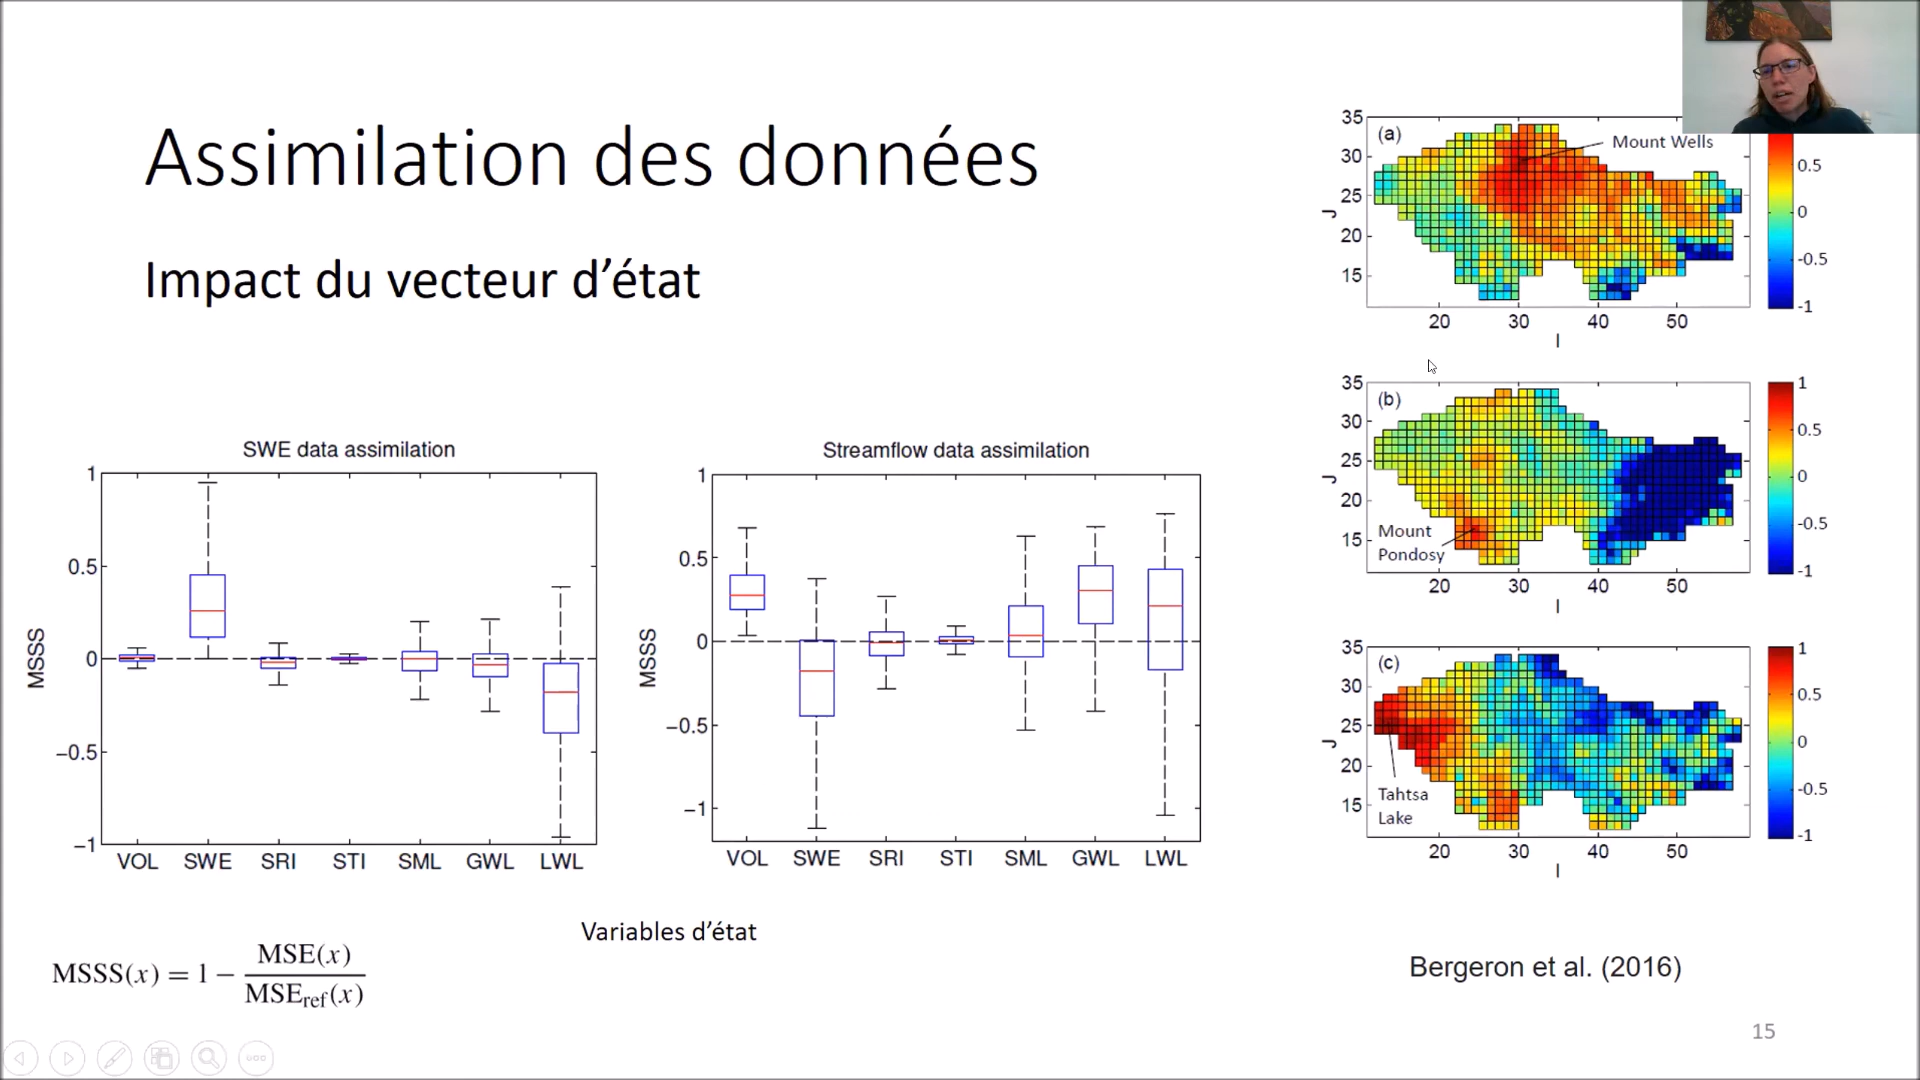 Assimilation des données
Impact du vecteur d’état
SWE data assimilation
1
0.5
0
−0.5
−1
MSSS
VOL SWE SRI STI SML GWL LWL
Streamflow data assimilation
1
0.5
0
−0.5
−1
MSSS
VOL SWE SRI STI SML GWL LWL
Variables d’état
MSSS(x) = 1 − MSE(x) / MSEref(x)
(a)
Mount Wells
35
30
25
20
15
J
20 30 40 50
I
0.5
0
-0.5
-1
(b)
Mount
Pondosy
35
30
25
20
15
J
20 30 40 50
I
1
0.5
0
-0.5
-1
(c)
Tahtsa
Lake
35
30
25
20
15
J
20 30 40 50
I
1
0.5
0
-0.5
-1
Bergeron et al. (2016)
15